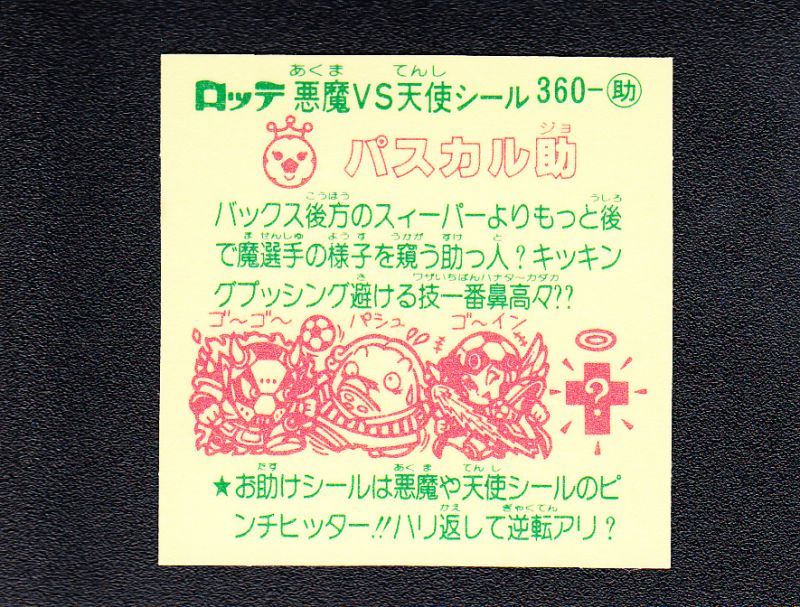 ロッテ 悪魔VS天使シール 360-助
あくま てんし
パスカル助
ジョ
バックス後方のスィーパーよりもっと後
こうほう うしろ
で魔選手の様子を窺う助っ人?キッキン
ませんしゅ ようす うかが すけ と
グプッシング避ける技一番鼻高々??
さ ワザいちばんハナターカダカ
ゴ〜ゴ〜 パシュ ゴ〜イン
?
★お助けシールは悪魔や天使シールのピ
たす あくま てんし
ンチヒッター!!ハリ返して逆転アリ?
かえ ぎゃくてん